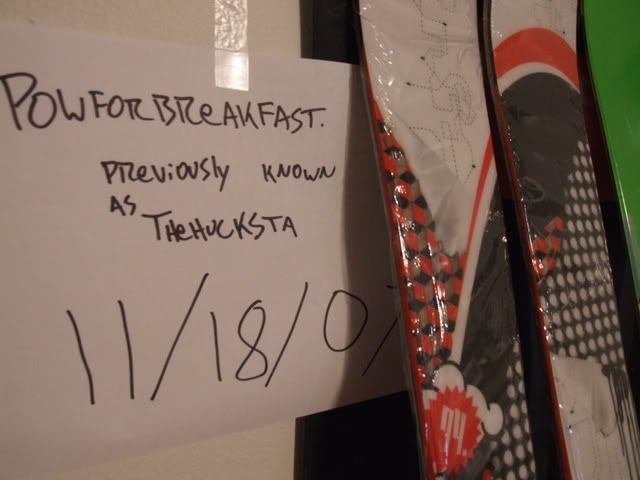 POWFORBREAKFAST.
PREViOUSly KNOWN
AS THEHUCKSTA
11/18/07